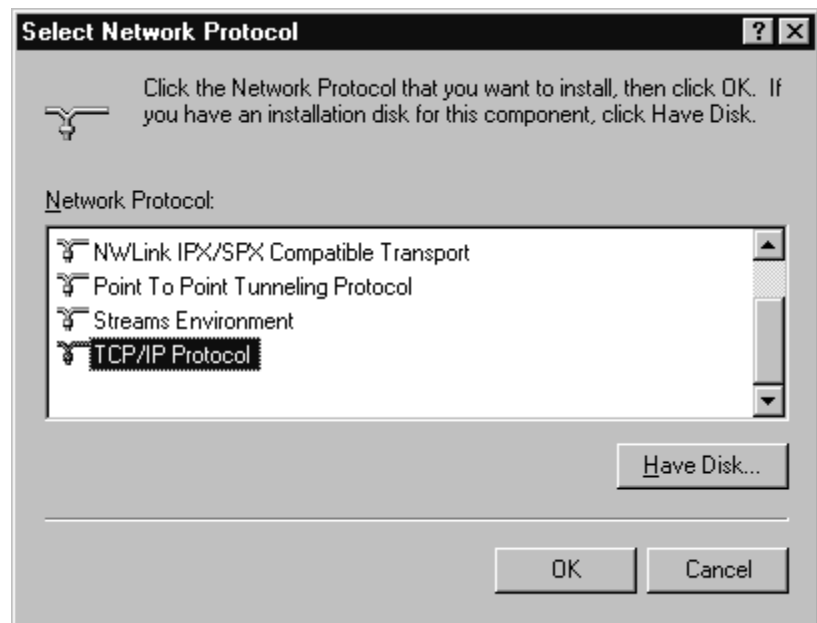 Select Network Protocol
Click the Network Protocol that you want to install, then click OK. If
you have an installation disk for this component, click Have Disk.
Network Protocol:
NWLink IPX/SPX Compatible Transport
Point To Point Tunneling Protocol
Streams Environment
TCP/IP Protocol
Have Disk...
OK
Cancel